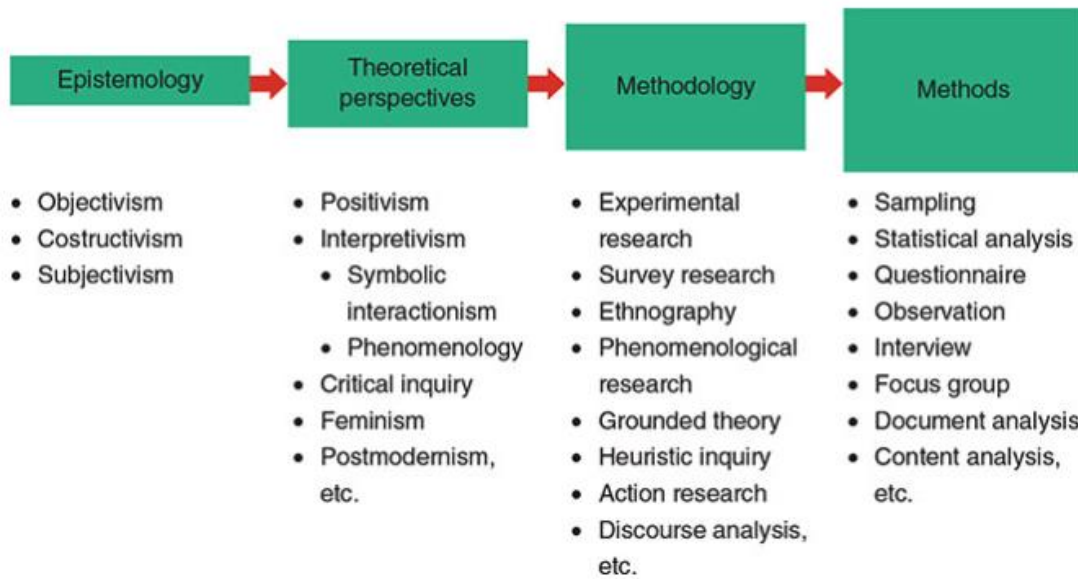 Epistemology
Theoretical
perspectives
Methodology
Methods
• Objectivism
• Costructivism
• Subjectivism
• Positivism
• Interpretivism
• Symbolic
interactionism
• Phenomenology
• Critical inquiry
• Feminism
• Postmodernism,
etc.
• Experimental
research
• Survey research
• Ethnography
• Phenomenological
research
• Grounded theory
• Heuristic inquiry
• Action research
• Discourse analysis,
etc.
• Sampling
• Statistical analysis
• Questionnaire
• Observation
• Interview
• Focus group
• Document analysis
• Content analysis,
etc.